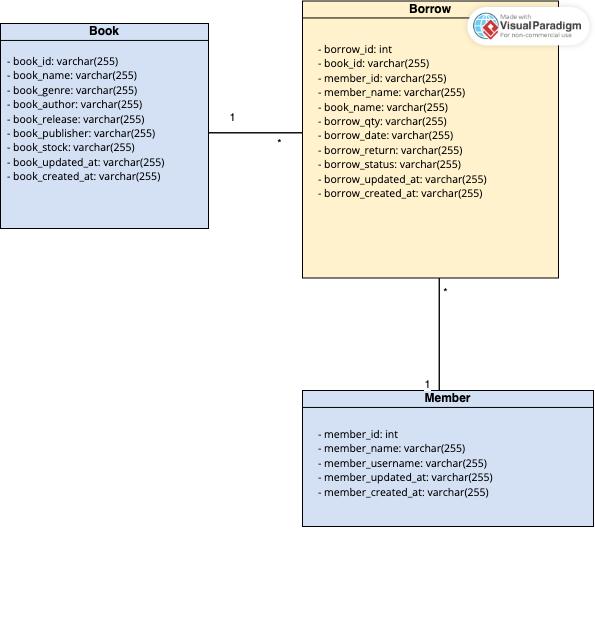 Book
- book_id: varchar(255)
- book_name: varchar(255)
- book_genre: varchar(255)
- book_author: varchar(255)
- book_release: varchar(255)
- book_publisher: varchar(255)
- book_stock: varchar(255)
- book_updated_at: varchar(255)
- book_created_at: varchar(255)
1
*
Borrow
Made with
VisualParadigm
For non-commercial use
- borrow_id: int
- book_id: varchar(255)
- member_id: varchar(255)
- member_name: varchar(255)
- book_name: varchar(255)
- borrow_qty: varchar(255)
- borrow_date: varchar(255)
- borrow_return: varchar(255)
- borrow_status: varchar(255)
- borrow_updated_at: varchar(255)
- borrow_created_at: varchar(255)
*
1
Member
- member_id: int
- member_name: varchar(255)
- member_username: varchar(255)
- member_updated_at: varchar(255)
- member_created_at: varchar(255)